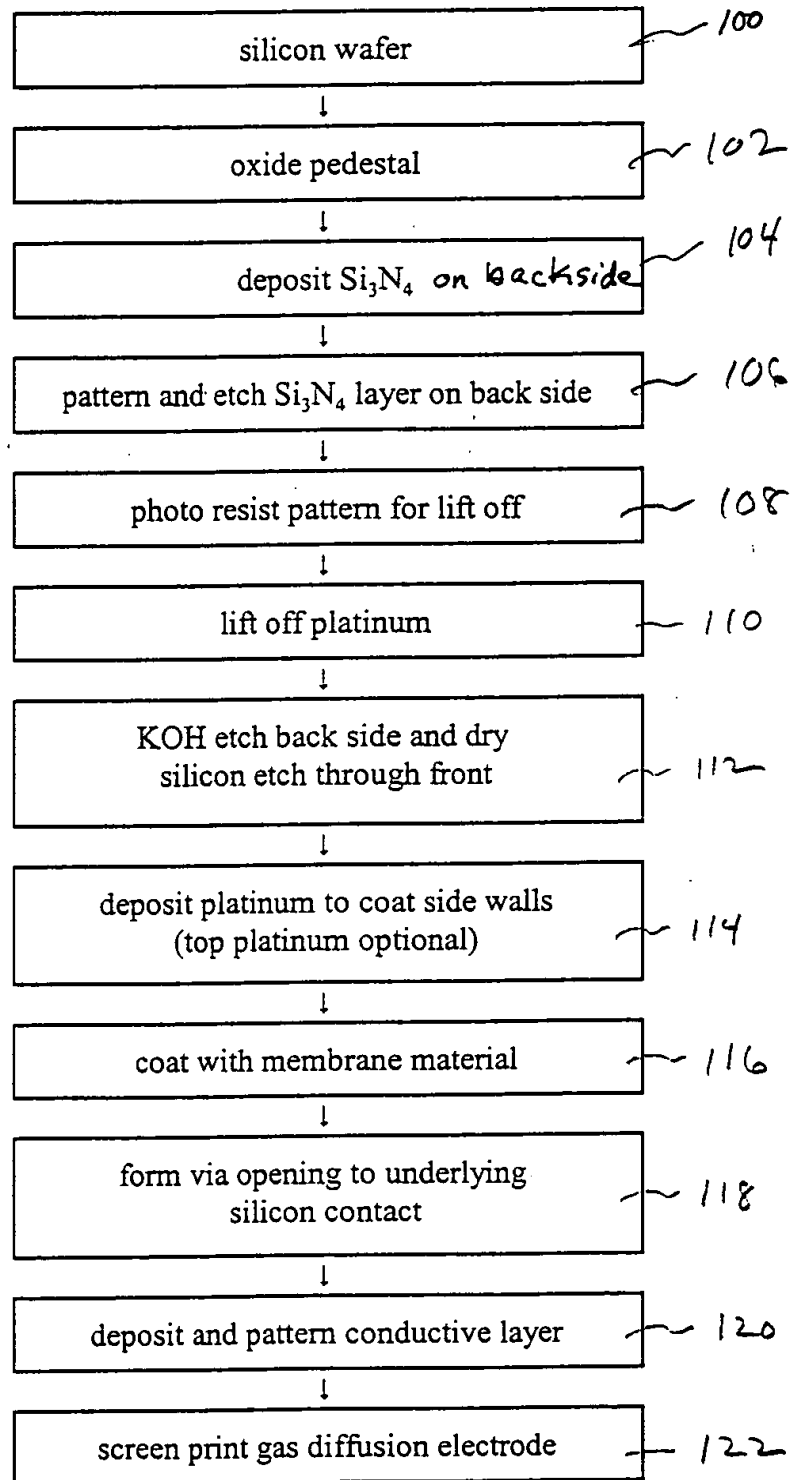 silicon wafer 100
oxide pedestal 102
deposit Si₃N₄ on backside 104
pattern and etch Si₃N₄ layer on back side 106
photo resist pattern for lift off 108
lift off platinum 110
KOH etch back side and dry
silicon etch through front 112
deposit platinum to coat side walls
(top platinum optional) 114
coat with membrane material 116
form via opening to underlying
silicon contact 118
deposit and pattern conductive layer 120
screen print gas diffusion electrode 122